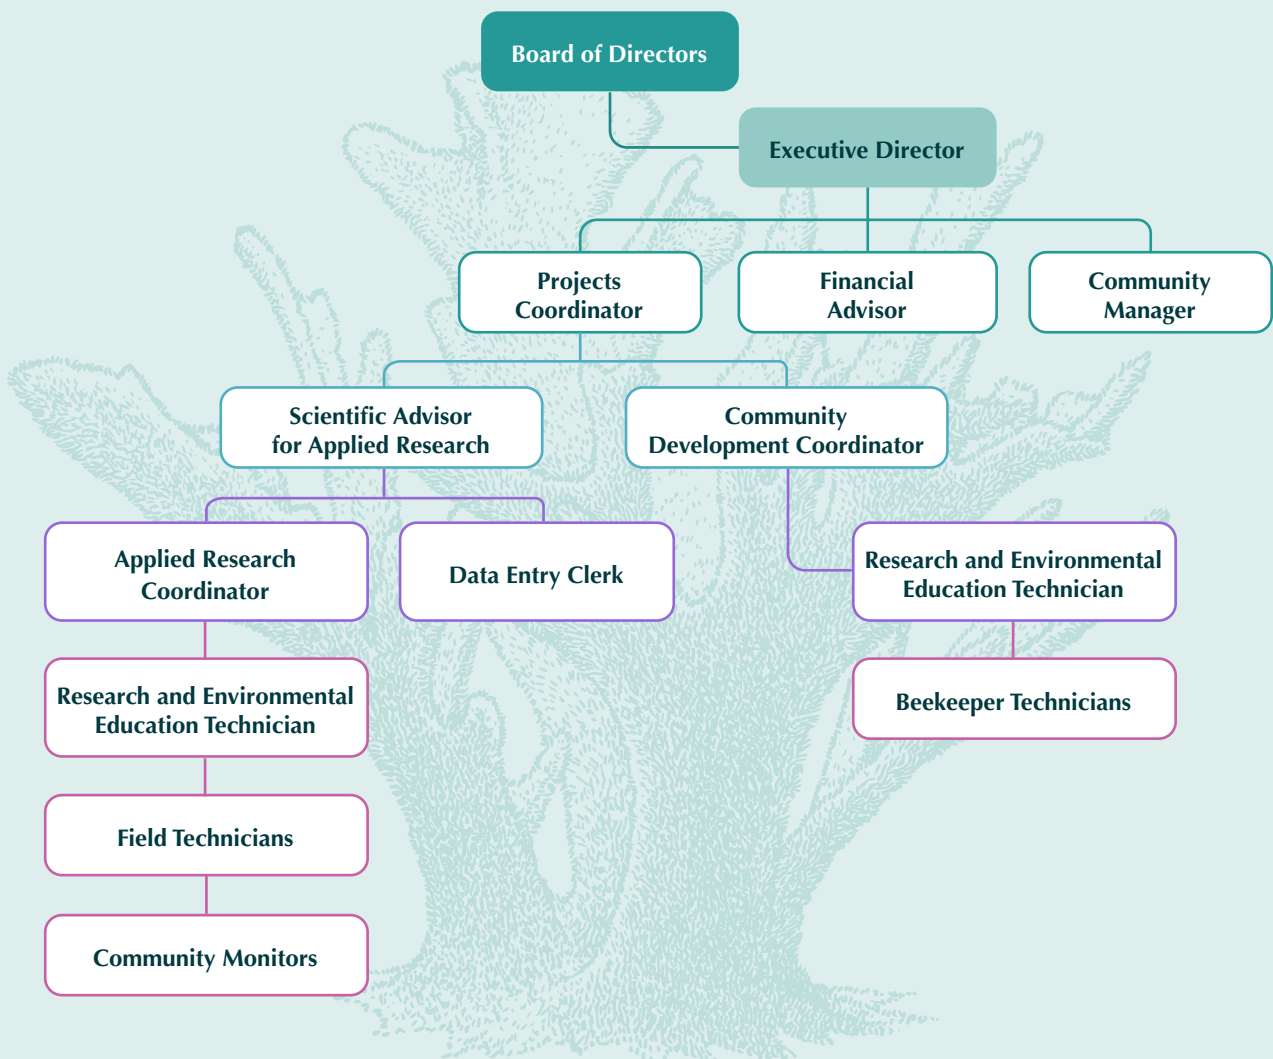 Board of Directors
Executive Director
Projects
Coordinator
Financial
Advisor
Community
Manager
Scientific Advisor
for Applied Research
Community
Development Coordinator
Applied Research
Coordinator
Data Entry Clerk
Research and Environmental
Education Technician
Research and Environmental
Education Technician
Beekeeper Technicians
Field Technicians
Community Monitors